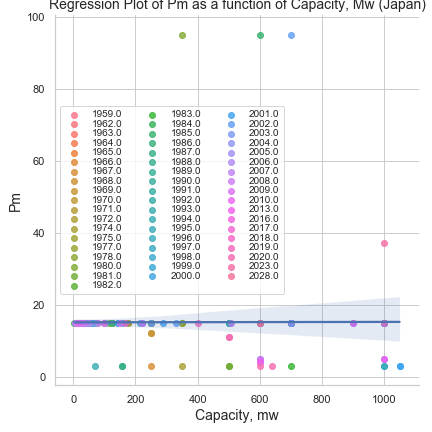 Regression Plot of Pm as a function of Capacity, Mw (Japan)
100
80
60
40
20
0
Pm
1959.0 1983.0 2001.0
1962.0 1984.0 2002.0
1963.0 1985.0 2003.0
1964.0 1986.0 2004.0
1965.0 1987.0 2005.0
1966.0 1988.0 2006.0
1967.0 1989.0 2007.0
1968.0 1990.0 2008.0
1969.0 1991.0 2009.0
1970.0 1992.0 2010.0
1971.0 1993.0 2013.0
1972.0 1994.0 2016.0
1974.0 1995.0 2017.0
1975.0 1996.0 2018.0
1977.0 1997.0 2019.0
1978.0 1998.0 2020.0
1980.0 1999.0 2023.0
1981.0 2000.0 2028.0
1982.0
0 200 400 600 800 1000
Capacity, mw